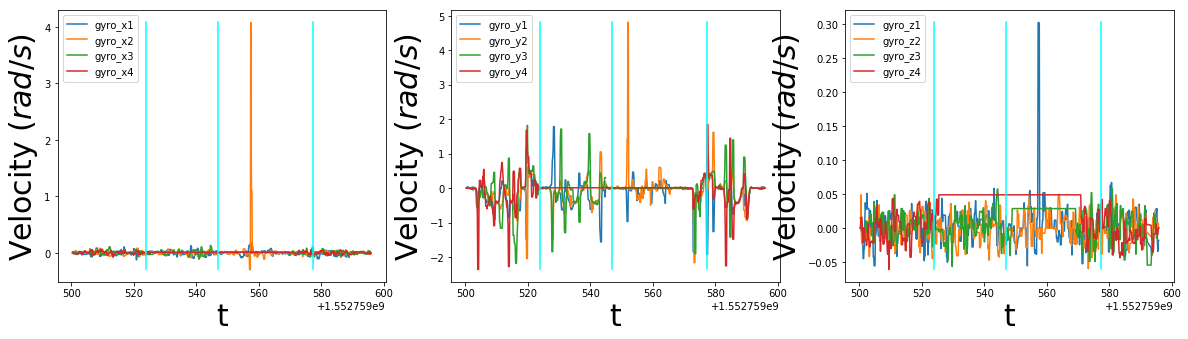 Velocity (rad/s)
4
3
2
1
0
gyro_x1
gyro_x2
gyro_x3
gyro_x4
500
520
540
560
580
600
+1.552759e9
t
Velocity (rad/s)
5
4
3
2
1
0
−1
−2
gyro_y1
gyro_y2
gyro_y3
gyro_y4
500
520
540
560
580
600
+1.552759e9
t
Velocity (rad/s)
0.30
0.25
0.20
0.15
0.10
0.05
0.00
−0.05
gyro_z1
gyro_z2
gyro_z3
gyro_z4
500
520
540
560
580
600
+1.552759e9
t